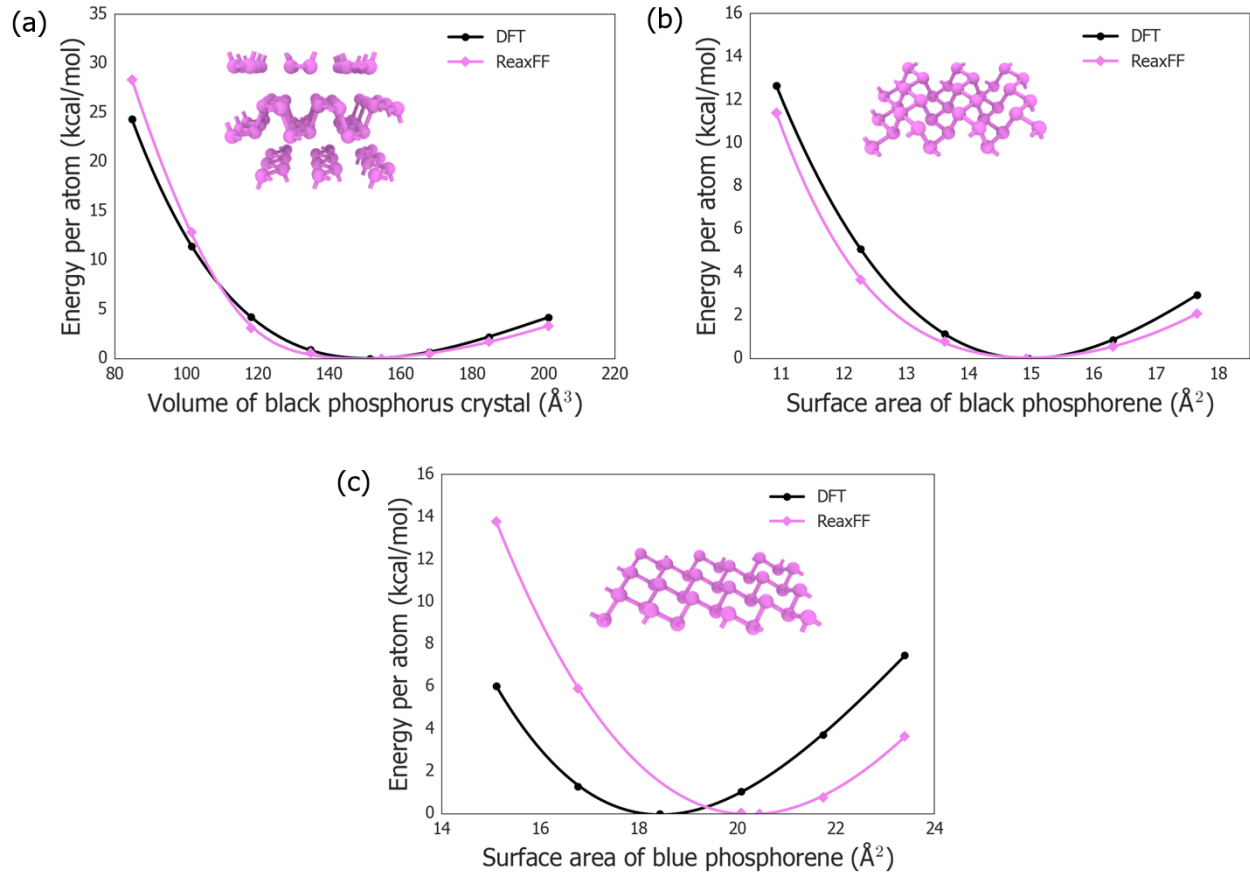 (a)
35
30
25
20
15
10
5
0
Energy per atom (kcal/mol)
DFT
ReaxFF
80 100 120 140 160 180 200 220
Volume of black phosphorus crystal (Å³)
(b)
16
14
12
10
8
6
4
2
0
Energy per atom (kcal/mol)
DFT
ReaxFF
11 12 13 14 15 16 17 18
Surface area of black phosphorene (Å²)
(c)
16
14
12
10
8
6
4
2
0
Energy per atom (kcal/mol)
DFT
ReaxFF
14 16 18 20 22 24
Surface area of blue phosphorene (Å²)